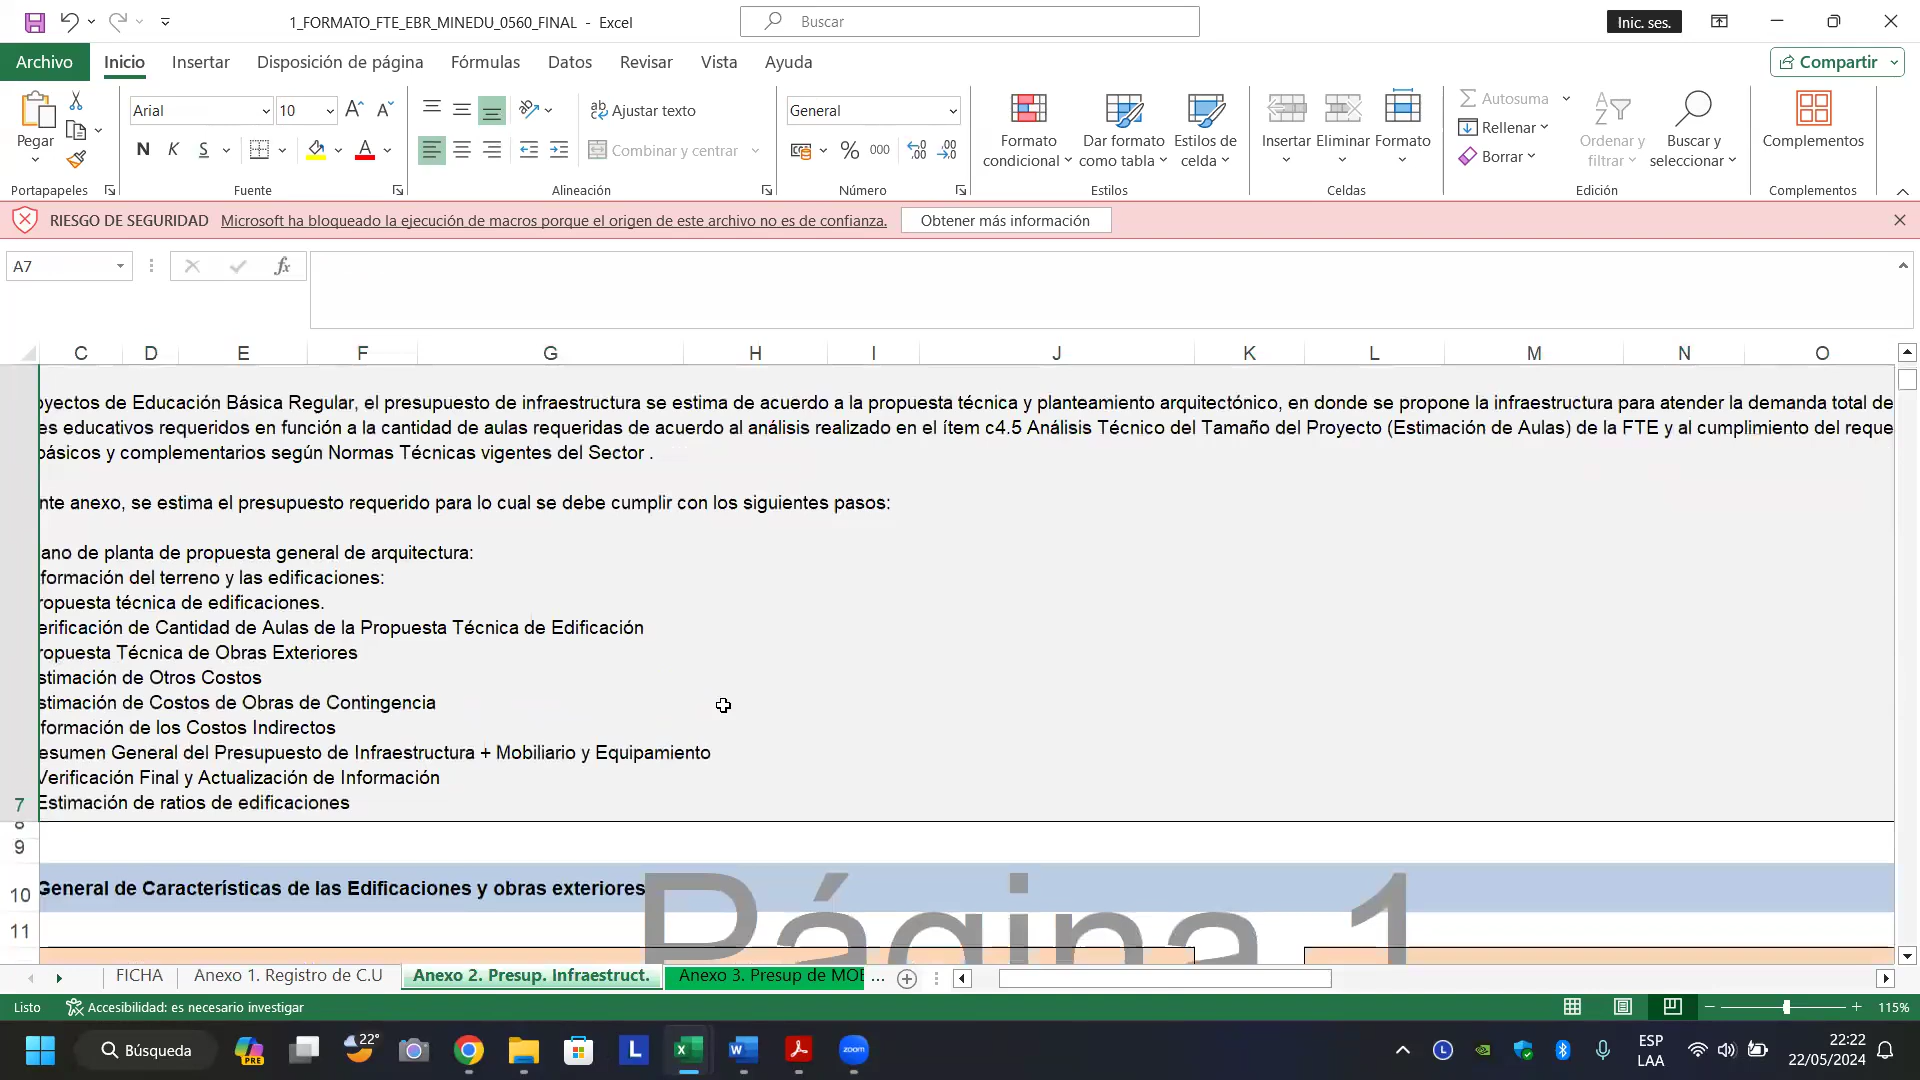 1_FORMATO_FTE_EBR_MINEDU_0560_FINAL - Excel
Buscar
Inic. ses.
Archivo Inicio Insertar Disposición de página Fórmulas Datos Revisar Vista Ayuda Compartir
Pegar
Portapapeles
Arial 10
N K S
Fuente
Ajustar texto
Combinar y centrar
Alineación
General
% 000
Número
Formato condicional
Dar formato como tabla
Estilos de celda
Estilos
Insertar Eliminar Formato
Celdas
Autosuma
Rellenar
Borrar
Ordenar y filtrar
Buscar y seleccionar
Edición
Complementos
Complementos
RIESGO DE SEGURIDAD Microsoft ha bloqueado la ejecución de macros porque el origen de este archivo no es de confianza. Obtener más información
A7 fx
C D E F G H I J K L M N O
oyectos de Educación Básica Regular, el presupuesto de infraestructura se estima de acuerdo a la propuesta técnica y planteamiento arquitectónico, en donde se propone la infraestructura para atender la demanda total de
es educativos requeridos en función a la cantidad de aulas requeridas de acuerdo al análisis realizado en el ítem c4.5 Análisis Técnico del Tamaño del Proyecto (Estimación de Aulas) de la FTE y al cumplimiento del reque
básicos y complementarios según Normas Técnicas vigentes del Sector .
nte anexo, se estima el presupuesto requerido para lo cual se debe cumplir con los siguientes pasos:
ano de planta de propuesta general de arquitectura:
formación del terreno y las edificaciones:
ropuesta técnica de edificaciones.
erificación de Cantidad de Aulas de la Propuesta Técnica de Edificación
ropuesta Técnica de Obras Exteriores
stimación de Otros Costos
stimación de Costos de Obras de Contingencia
formación de los Costos Indirectos
esumen General del Presupuesto de Infraestructura + Mobiliario y Equipamiento
Verificación Final y Actualización de Información
7 Estimación de ratios de edificaciones
8
9
10 General de Características de las Edificaciones y obras exteriores
Página 1
11
FICHA Anexo 1. Registro de C.U Anexo 2. Presup. Infraestruct. Anexo 3. Presup de MOB ...
Listo Accesibilidad: es necesario investigar 115%
Búsqueda PRE 22° L W zoom
L ESP LAA 22:22 22/05/2024